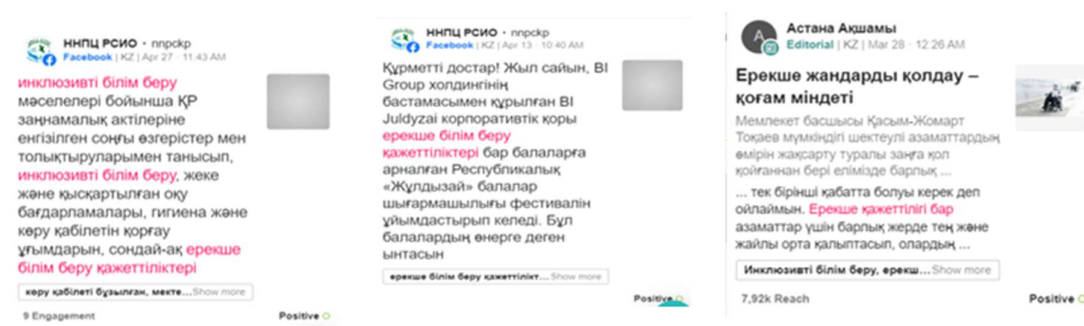 ННПЦ РСИО • nnpckp
Facebook | KZ | Apr 27 · 11:43 AM
инклюзивті білім беру
мәселелері бойынша ҚР
заңнамалық актілеріне
енгізілген соңғы өзгерістер мен
толықтыруларымен танысып,
инклюзивті білім беру, жеке
және қысқартылған оқу
бағдарламалары, гигиена және
көру қабілетін қорғау
ұғымдарын, сондай-ақ ерекше
білім беру қажеттіліктері
көру қабілеті бұзылған, мекте... Show more
9 Engagement
Positive
ННПЦ РСИО • nnpckp
Facebook | KZ | Apr 13 · 10:40 AM
Құрметті достар! Жыл сайын, BI
Group холдингінің
бастамасымен құрылған BI
Juldyzai корпоративтік қоры
ерекше білім беру
қажеттіліктері бар балаларға
арналған Республикалық
«Жұлдызай» балалар
шығармашылығы фестивалін
ұйымдастырып келеді. Бұл
балалардың өнерге деген
ынтасын
ерекше білім беру қажеттілікт... Show more
Positive
А
Астана Ақшамы
Editorial | KZ | Mar 28 · 12:26 AM
Ерекше жандарды қолдау –
қоғам міндеті
Мемлекет басшысы Қасым-Жомарт
Тоқаев мүмкіндігі шектеулі азаматтардың
өмірін жақсарту туралы заңға қол
қойғаннан бері елімізде барлық ...
... тек бірінші қабатта болуы керек деп
ойлаймын. Ерекше қажеттілігі бар
азаматтар үшін барлық жерде тең және
жайлы орта қалыптасып, олардың ...
Инклюзивті білім беру, ерекш... Show more
7,92k Reach
Positive